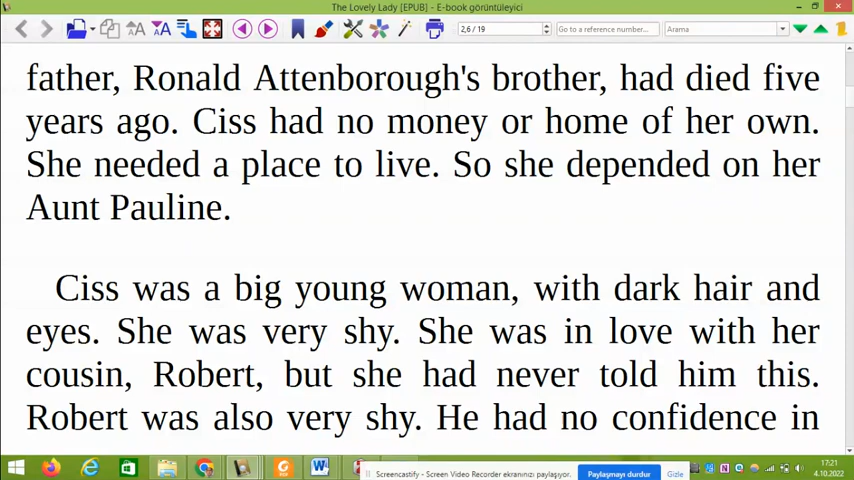 The Lovely Lady [EPUB] - E-book görüntüleyici
2,6 / 19
Go to a reference number...
Arama
father, Ronald Attenborough's brother, had died five
years ago. Ciss had no money or home of her own.
She needed a place to live. So she depended on her
Aunt Pauline.
Ciss was a big young woman, with dark hair and
eyes. She was very shy. She was in love with her
cousin, Robert, but she had never told him this.
Robert was also very shy. He had no confidence in
Screencastify - Screen Video Recorder ekranınızı paylaşıyor.
Paylaşmayı durdur
Gizle
17:21
4.10.2022